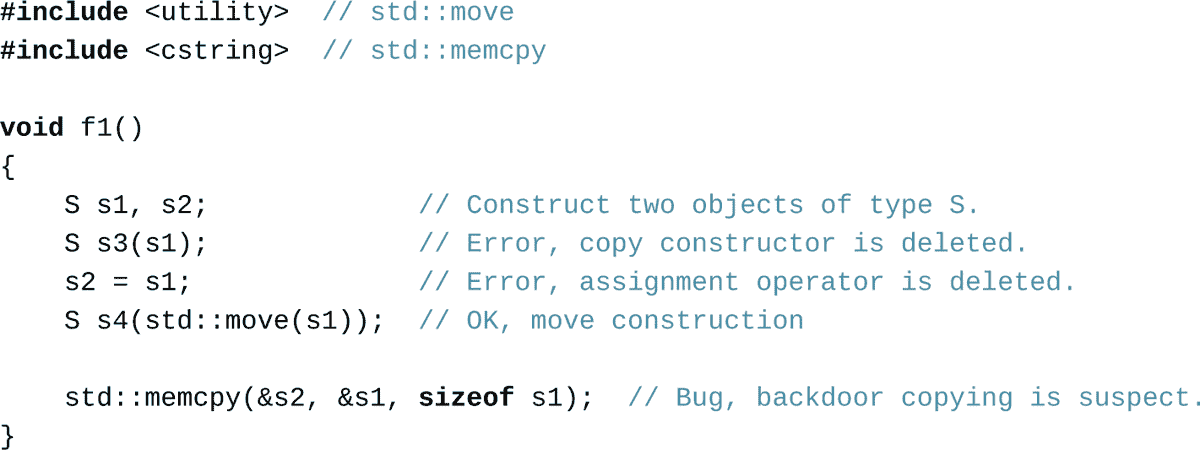 #include <utility>  // std::move
#include <cstring>  // std::memcpy

void f1()
{
    S s1, s2;             // Construct two objects of type S.
    S s3(s1);             // Error, copy constructor is deleted.
    s2 = s1;              // Error, assignment operator is deleted.
    S s4(std::move(s1));  // OK, move construction

    std::memcpy(&s2, &s1, sizeof s1);  // Bug, backdoor copying is suspect.
}